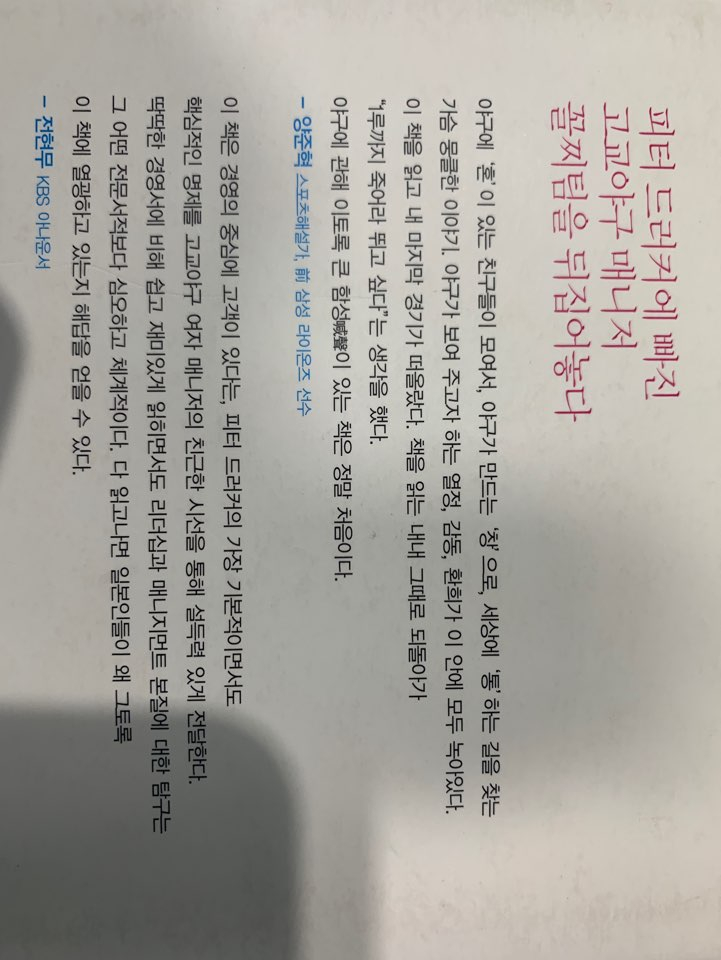 피터 드러커에 빠진
고교야구 매니저
꼴찌팀을 뒤집어놓다
야구에 ‘혼’이 있는 친구들이 모여서, 야구가 만드는 ‘창’으로, 세상에 ‘통’하는 길을 찾는
가슴 뭉클한 이야기. 야구가 보여 주고자 하는 열정, 감동, 환희가 이 안에 모두 녹아있다.
이 책을 읽고 내 마지막 경기가 떠올랐다. 책을 읽는 내내 그때로 되돌아가
“1루까지 죽어라 뛰고 싶다”는 생각을 했다.
야구에 관해 이토록 큰 함성喊聲이 있는 책은 정말 처음이다.
– 양준혁 스포츠해설가, 前 삼성 라이온즈 선수
이 책은 경영의 중심에 고객이 있다는, 피터 드러커의 가장 기본적이면서도
핵심적인 명제를 고교야구 여자 매니저의 친근한 시선을 통해 설득력 있게 전달한다.
딱딱한 경영서에 비해 쉽고 재미있게 읽히면서도 리더십과 매니지먼트 본질에 대한 탐구는
그 어떤 전문서적보다 심오하고 체계적이다. 다 읽고나면 일본인들이 왜 그토록
이 책에 열광하고 있는지 해답을 얻을 수 있다.
– 전현무 KBS 아나운서